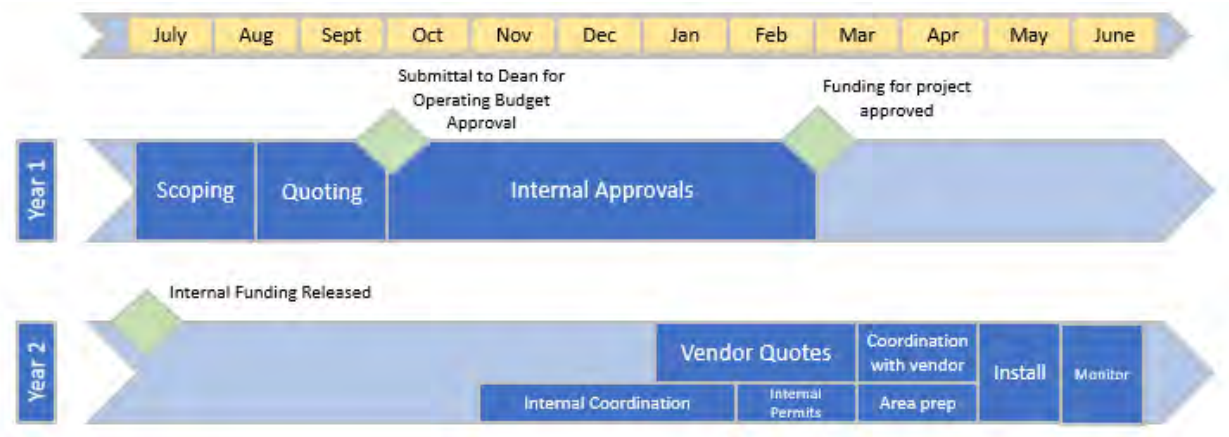 July Aug Sept Oct Nov Dec Jan Feb Mar Apr May June
Submittal to Dean for
Operating Budget
Approval
Funding for project
approved
Year 1
Scoping
Quoting
Internal Approvals
Internal Funding Released
Year 2
Vendor Quotes
Coordination
with vendor
Install
Monitor
Internal Coordination
Internal
Permits
Area prep